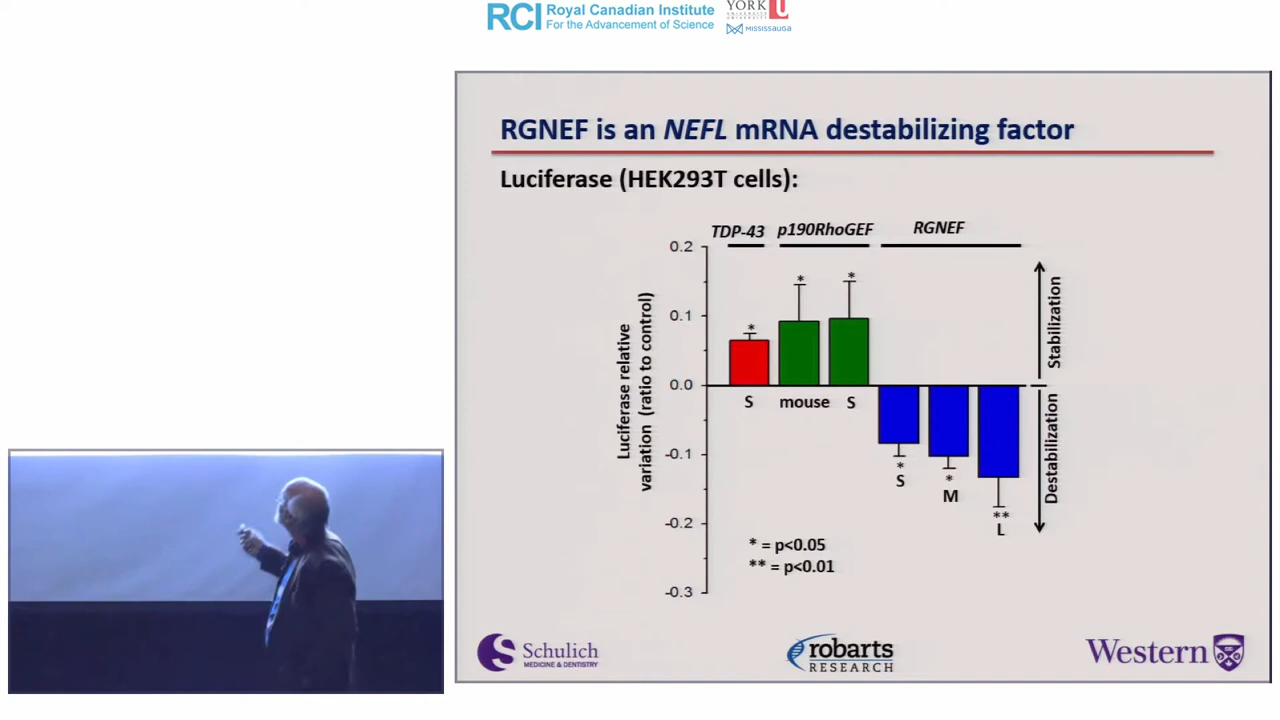 RCI Royal Canadian Institute
For the Advancement of Science
YORK U
UNIVERSITY
MISSISSAUGA
RGNEF is an NEFL mRNA destabilizing factor
Luciferase (HEK293T cells):
TDP-43 p190RhoGEF RGNEF
Luciferase relative
variation (ratio to control)
0.2
0.1
0.0
-0.1
-0.2
-0.3
* * *
S mouse S
* * **
S M L
Stabilization
Destabilization
* = p<0.05
** = p<0.01
Schulich
MEDICINE & DENTISTRY
robarts
RESEARCH
Western